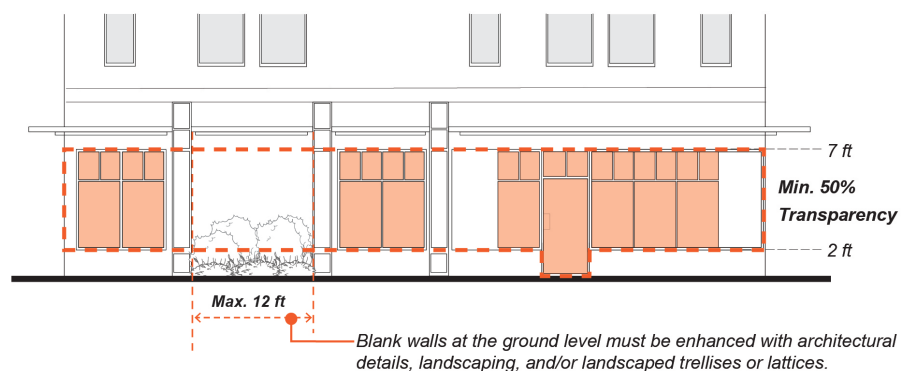 7 ft
Min. 50%
Transparency
2 ft
Max. 12 ft
Blank walls at the ground level must be enhanced with architectural
details, landscaping, and/or landscaped trellises or lattices.